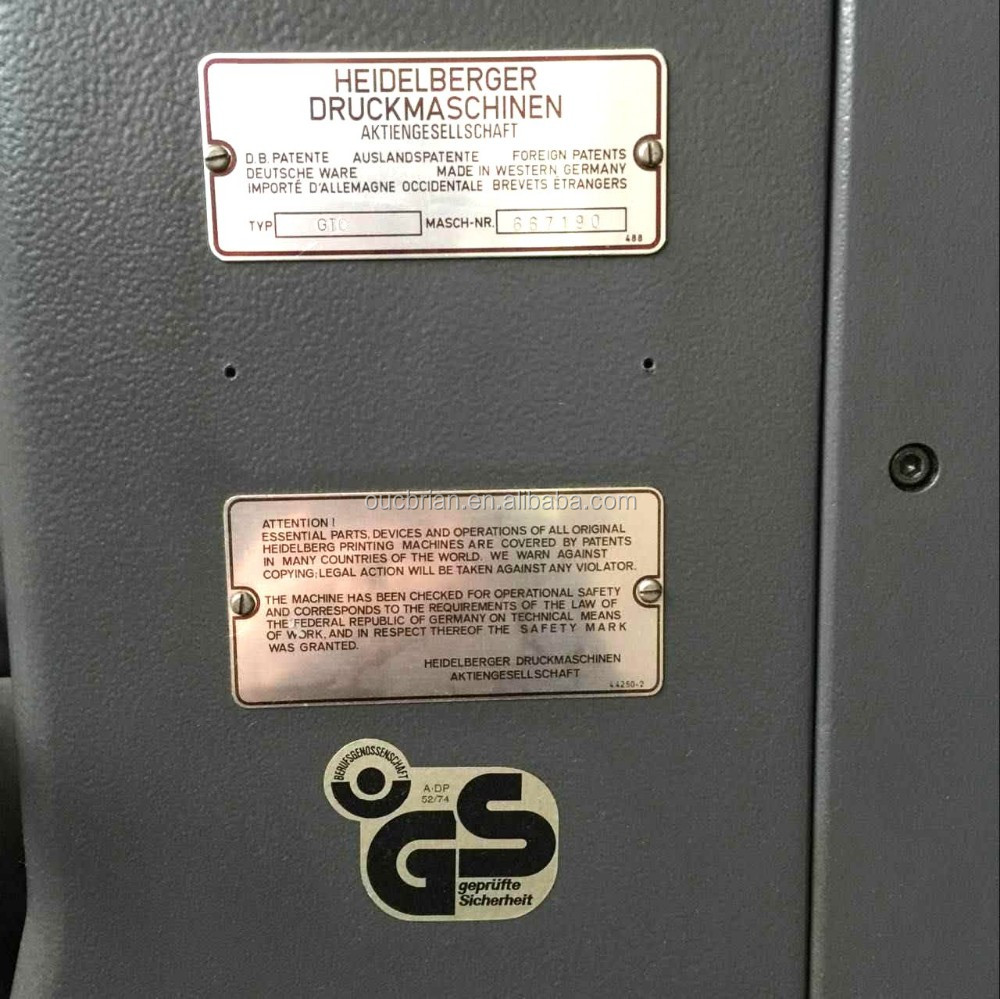 HEIDELBERGER
DRUCKMASCHINEN
AKTIENGESELLSCHAFT
D.B. PATENTE AUSLANDSPATENTE FOREIGN PATENTS
DEUTSCHE WARE MADE IN WESTERN GERMANY
IMPORTÉ D'ALLEMAGNE OCCIDENTALE BREVETS ÉTRANGERS
TYP GTO MASCH-NR. 667190
488
oucbrian.en.alibaba.com
ATTENTION!
ESSENTIAL PARTS, DEVICES AND OPERATIONS OF ALL ORIGINAL
HEIDELBERG PRINTING MACHINES ARE COVERED BY PATENTS
IN MANY COUNTRIES OF THE WORLD. WE WARN AGAINST
COPYING: LEGAL ACTION WILL BE TAKEN AGAINST ANY VIOLATOR.
THE MACHINE HAS BEEN CHECKED FOR OPERATIONAL SAFETY
AND CORRESPONDS TO THE REQUIREMENTS OF THE LAW OF
THE FEDERAL REPUBLIC OF GERMANY ON TECHNICAL MEANS
OF WORK, AND IN RESPECT THEREOF THE SAFETY MARK
WAS GRANTED.
HEIDELBERGER DRUCKMASCHINEN
AKTIENGESELLSCHAFT
44250-2
BERUFSGENOSSENSCHAFT
A·DP
52/74
GS
geprüfte
Sicherheit